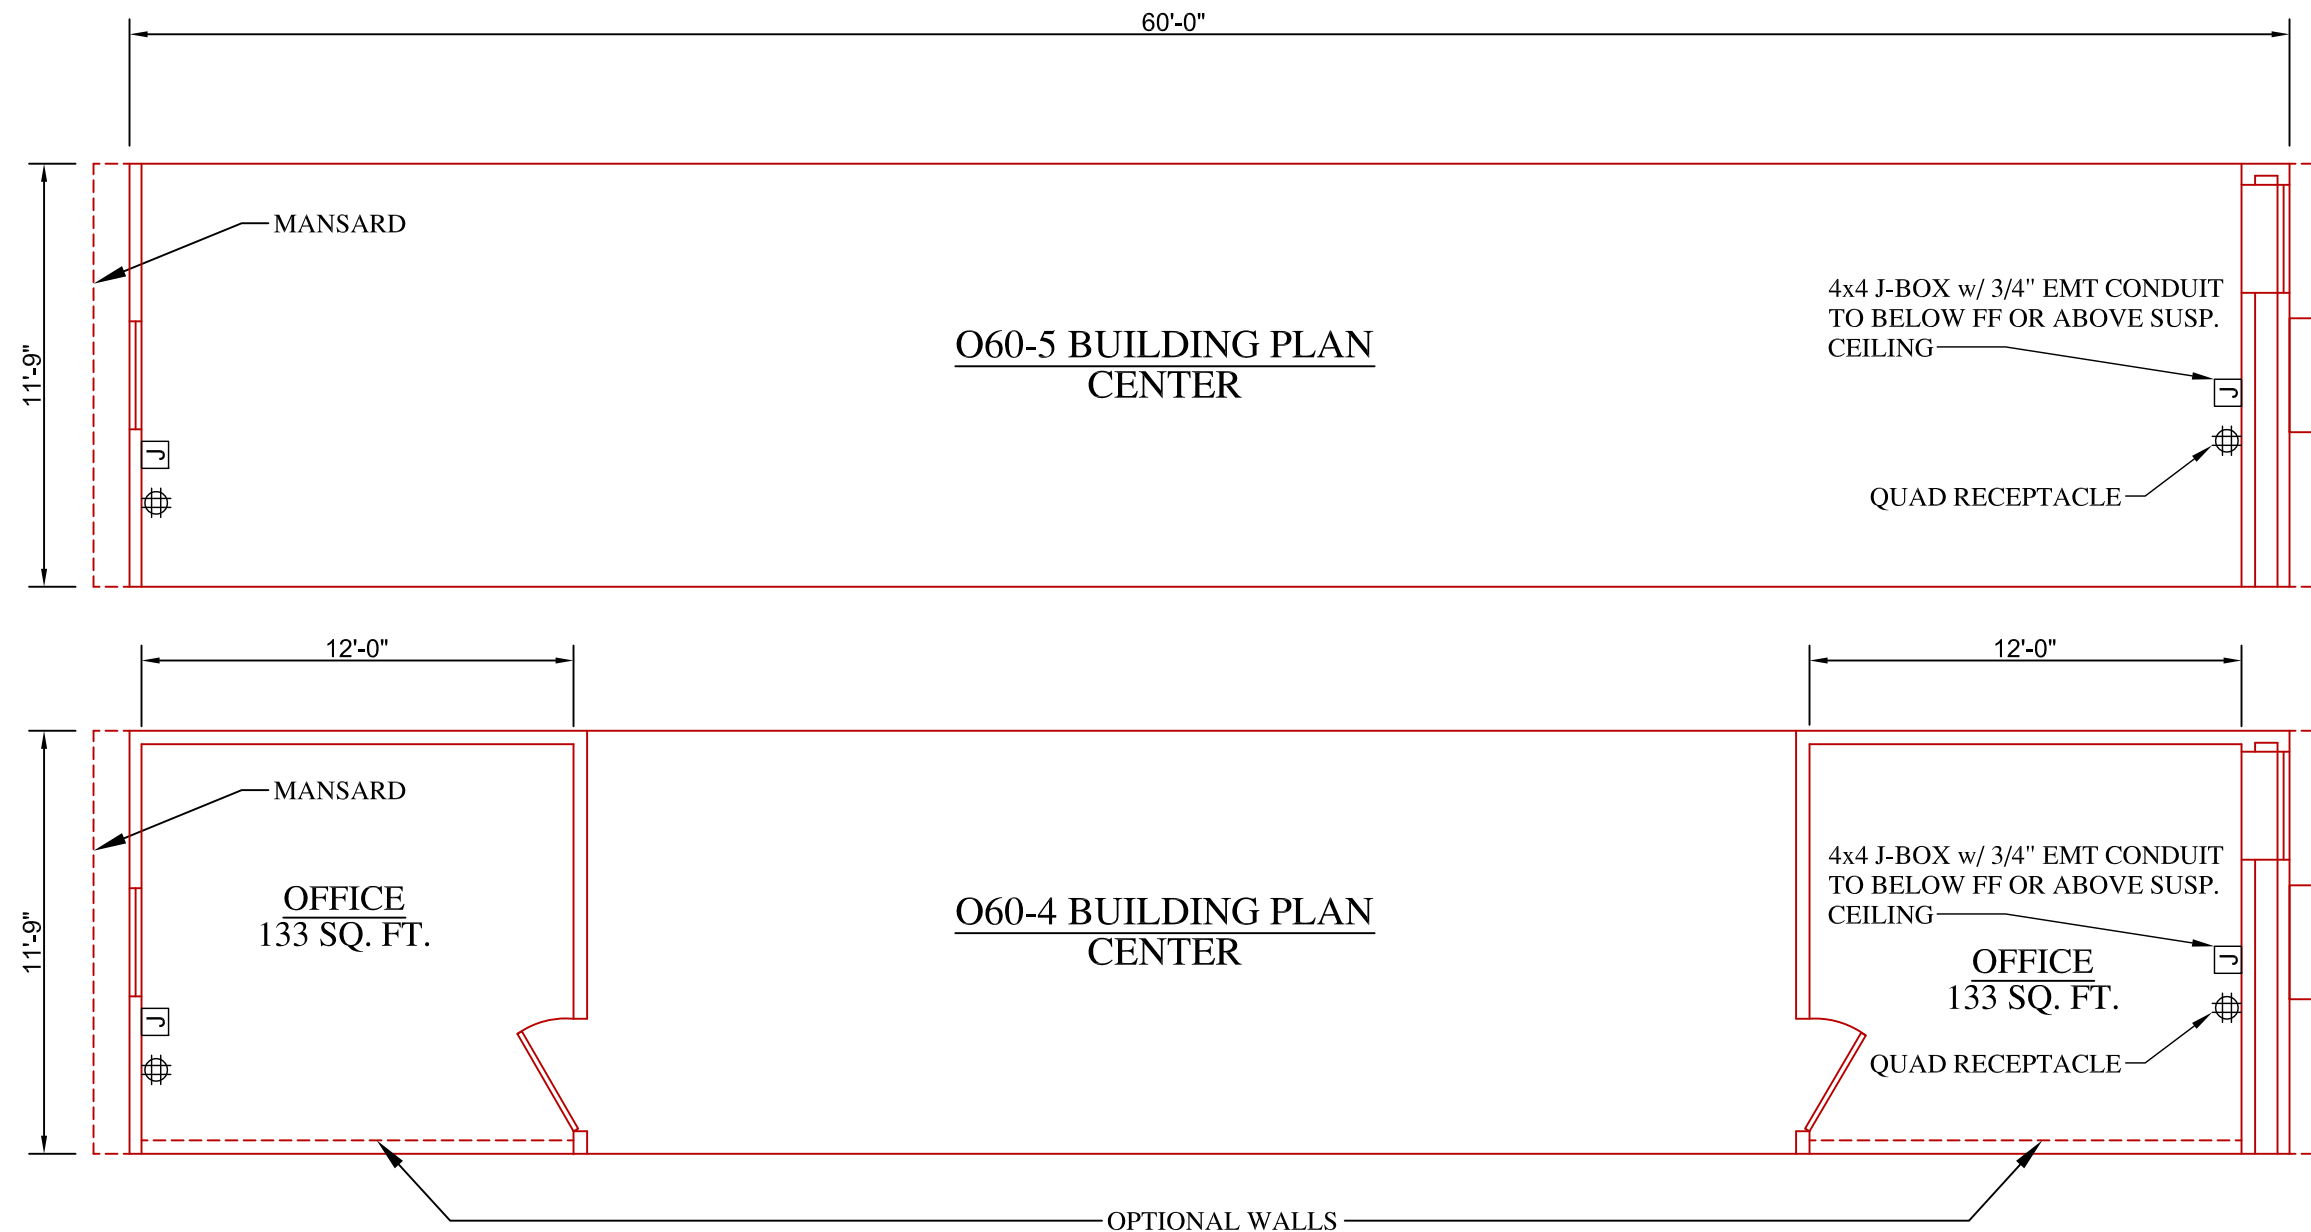 60'-0"
MANSARD
4x4 J-BOX w/ 3/4" EMT CONDUIT
TO BELOW FF OR ABOVE SUSP.
CEILING
O60-5 BUILDING PLAN
CENTER
11'-9"
J
J
QUAD RECEPTACLE
12'-0"
12'-0"
MANSARD
4x4 J-BOX w/ 3/4" EMT CONDUIT
TO BELOW FF OR ABOVE SUSP.
CEILING
OFFICE
133 SQ. FT.
O60-4 BUILDING PLAN
CENTER
11'-9"
OFFICE
133 SQ. FT.
J
J
QUAD RECEPTACLE
OPTIONAL WALLS